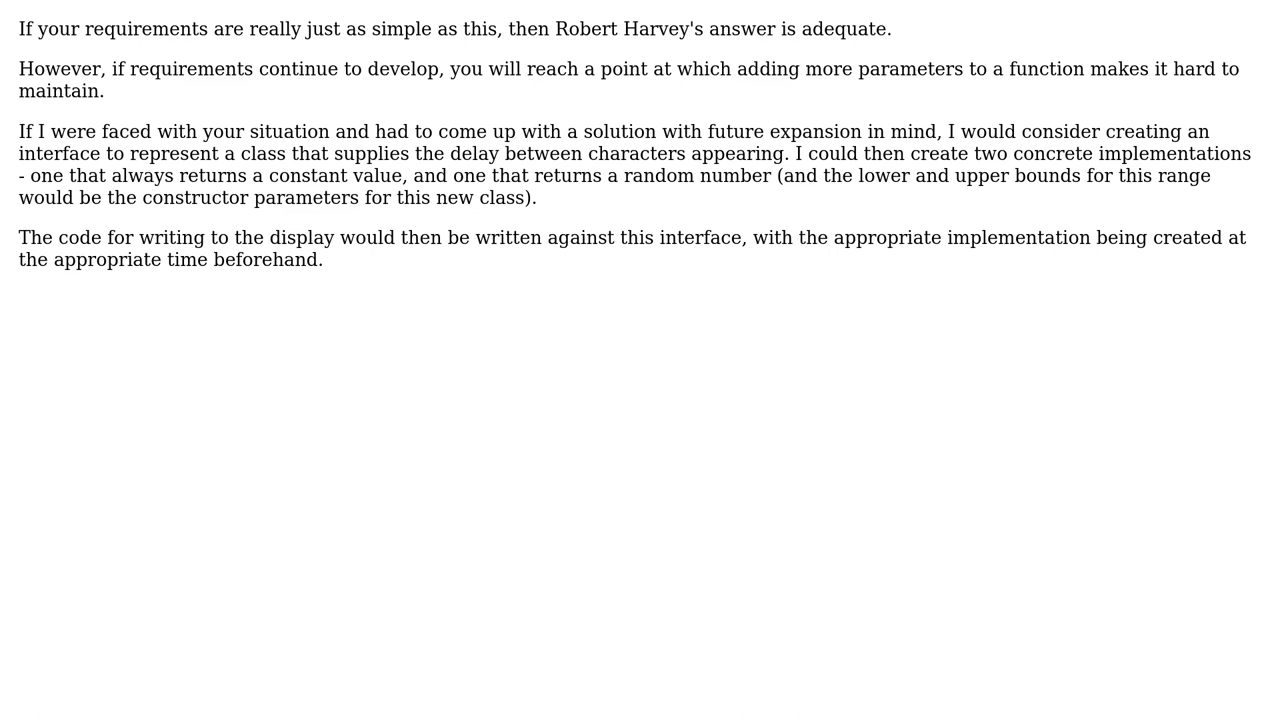 If your requirements are really just as simple as this, then Robert Harvey's answer is adequate.
However, if requirements continue to develop, you will reach a point at which adding more parameters to a function makes it hard to
maintain.
If I were faced with your situation and had to come up with a solution with future expansion in mind, I would consider creating an
interface to represent a class that supplies the delay between characters appearing. I could then create two concrete implementations
- one that always returns a constant value, and one that returns a random number (and the lower and upper bounds for this range
would be the constructor parameters for this new class).
The code for writing to the display would then be written against this interface, with the appropriate implementation being created at
the appropriate time beforehand.